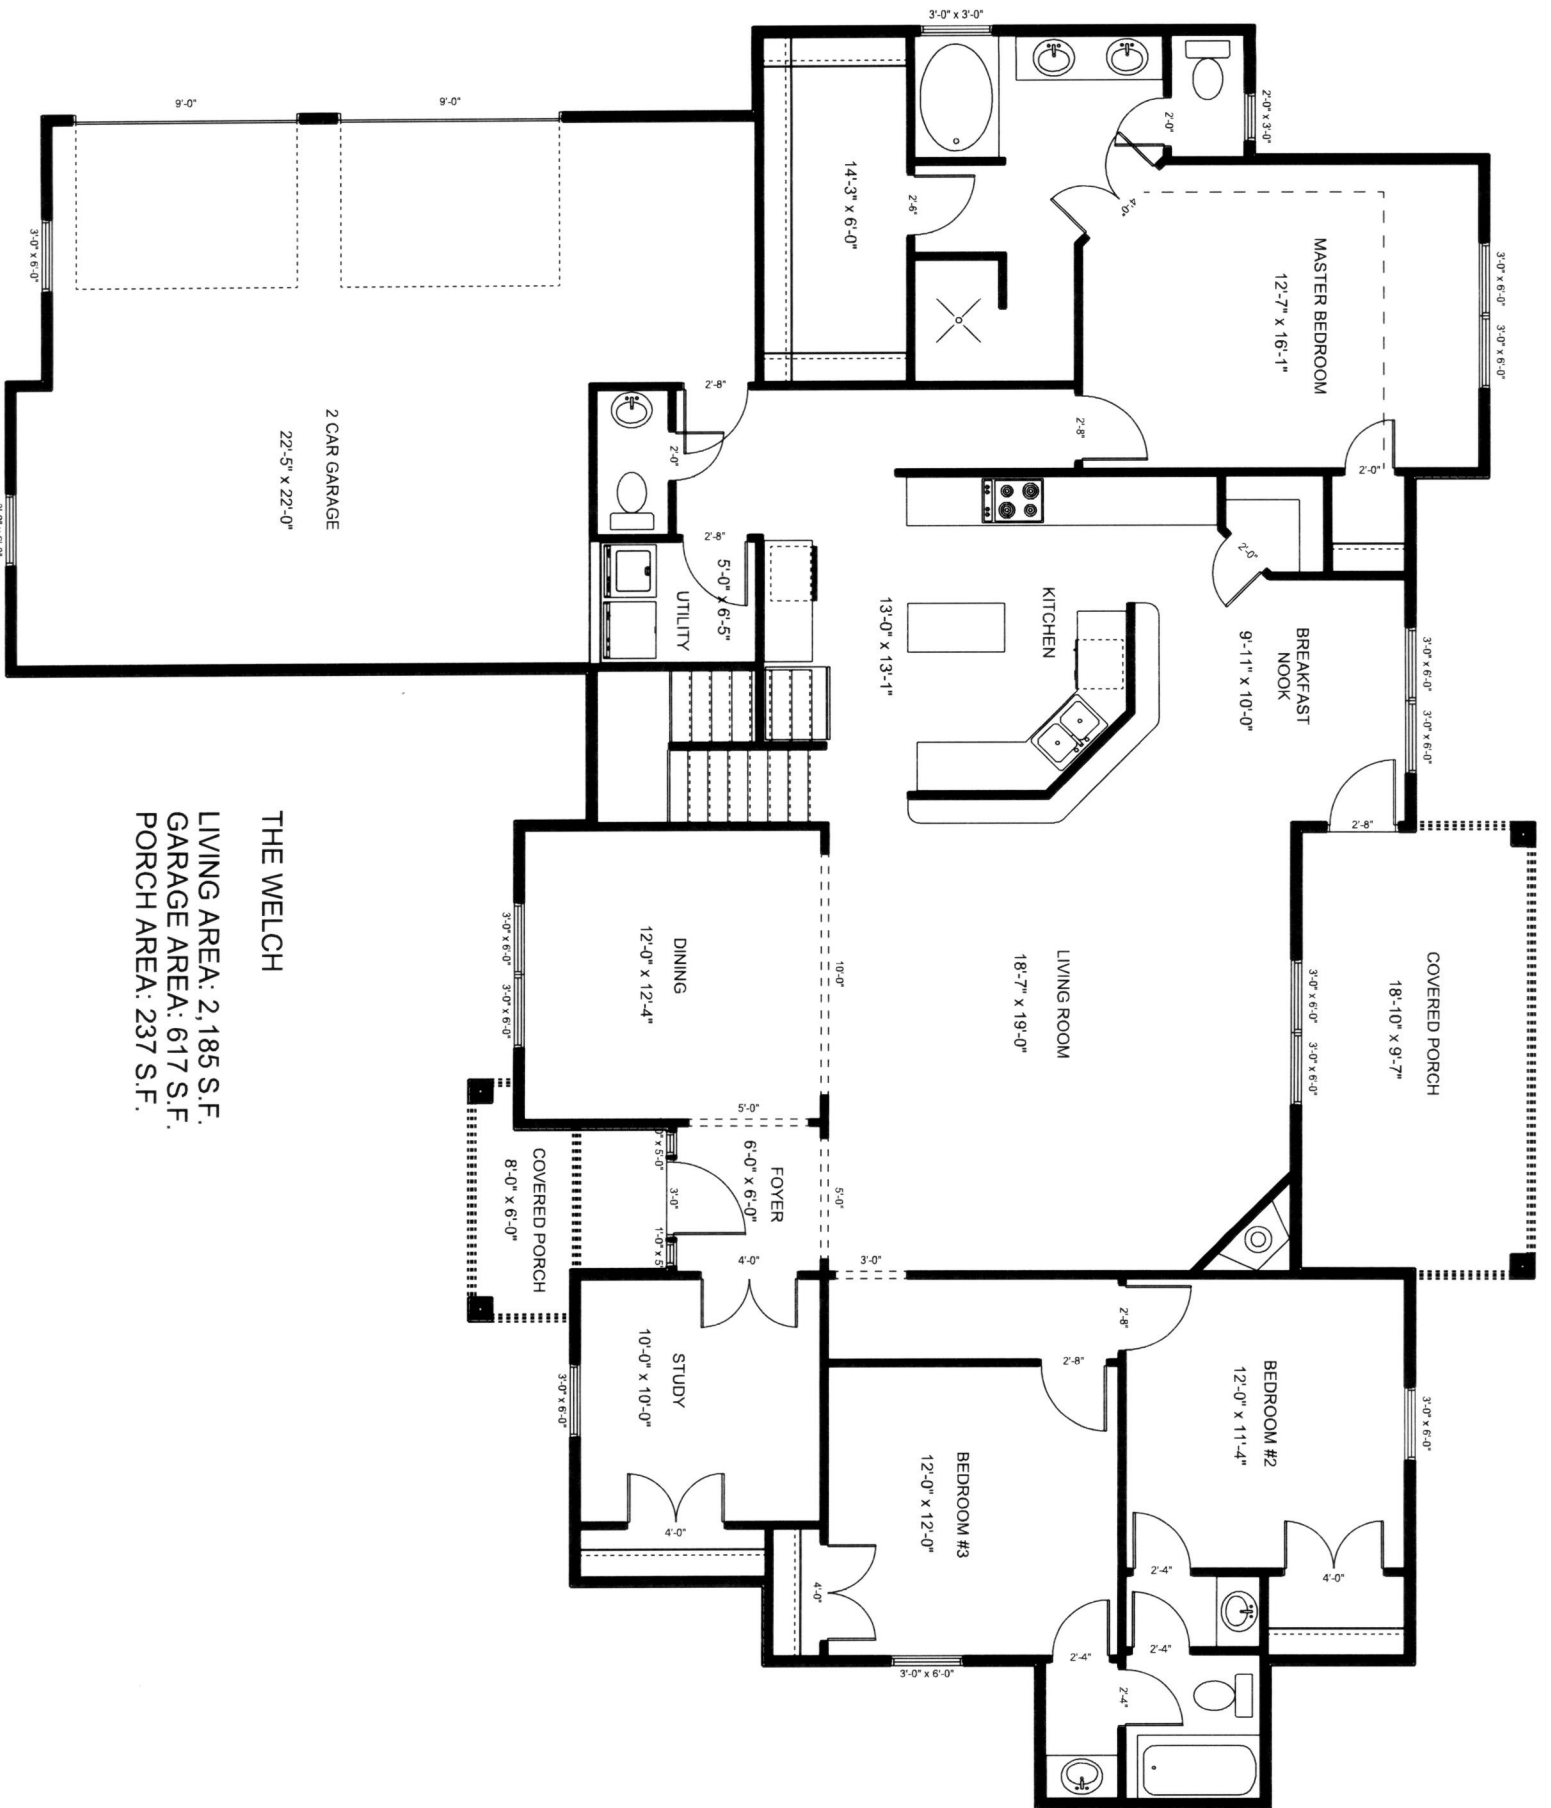 3'-0" x 3'-0"
2'-0" x 3'-0"
9'-0"
9'-0"
2'-0"
4'-0"
2'-6"
14'-3" x 6'-0"
MASTER BEDROOM
12'-7" x 16'-1"
3'-0" x 6'-0"
3'-0" x 6'-0"
3'-0" x 6'-0"
2'-8"
2'-8"
2'-0"
2'-0"
2 CAR GARAGE
22'-5" x 22'-0"
2'-8"
UTILITY
5'-0" x 6'-5"
2'-0"
KITCHEN
13'-0" x 13'-1"
BREAKFAST
NOOK
9'-11" x 10'-0"
3'-0" x 6'-0"
3'-0" x 6'-0"
2'-8"
THE WELCH
LIVING AREA: 2,185 S.F.
GARAGE AREA: 617 S.F.
PORCH AREA: 237 S.F.
DINING
12'-0" x 12'-4"
3'-0" x 6'-0"
3'-0" x 6'-0"
10'-0"
LIVING ROOM
18'-7" x 19'-0"
3'-0" x 6'-0"
3'-0" x 6'-0"
COVERED PORCH
18'-10" x 9'-7"
5'-0"
FOYER
6'-0" x 6'-0"
5'-0"
3'-0"
1'-0" x 5'
COVERED PORCH
8'-0" x 6'-0"
4'-0"
3'-0"
STUDY
10'-0" x 10'-0"
3'-0" x 6'-0"
4'-0"
2'-8"
2'-8"
BEDROOM #2
12'-0" x 11'-4"
3'-0" x 6'-0"
BEDROOM #3
12'-0" x 12'-0"
4'-0"
3'-0" x 6'-0"
2'-4"
4'-0"
2'-4"
2'-4"
2'-4"